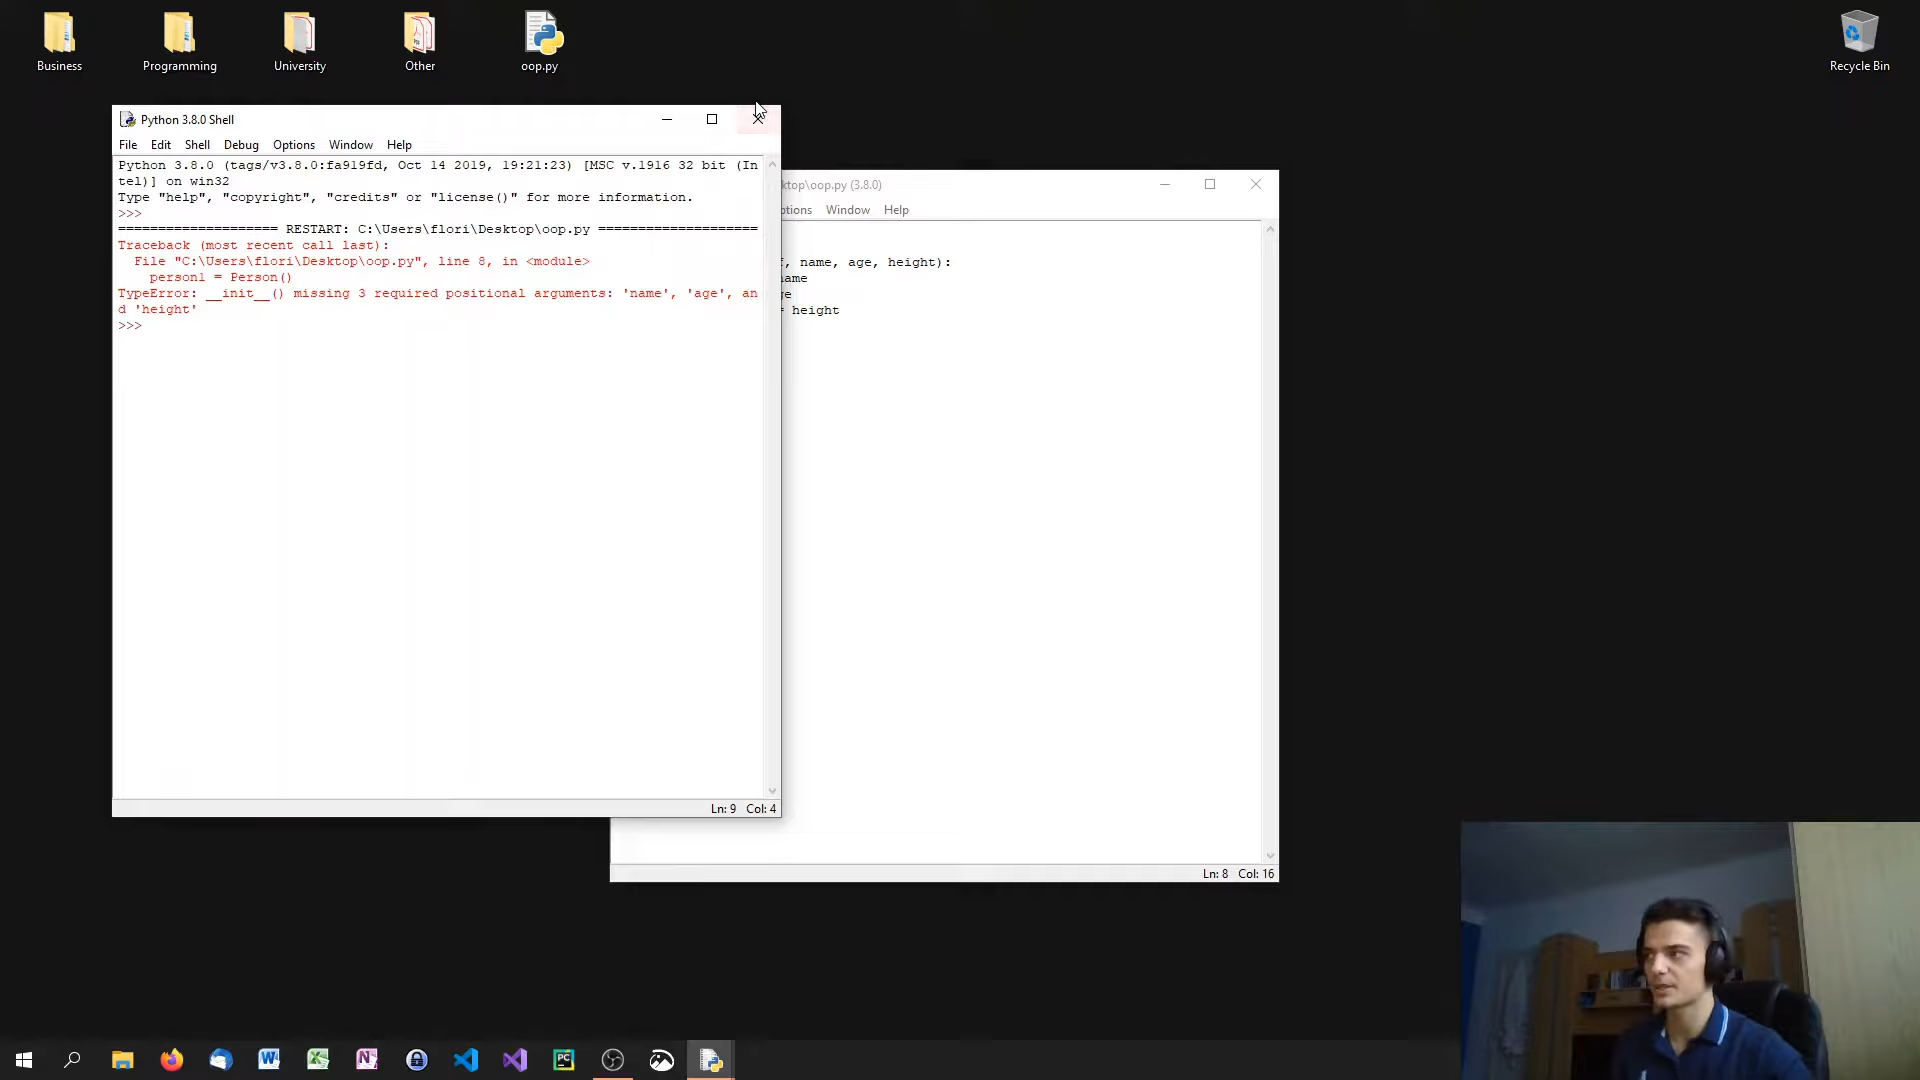 Business
Programming
University
Other
oop.py
Recycle Bin
Python 3.8.0 Shell
File Edit Shell Debug Options Window Help
Python 3.8.0 (tags/v3.8.0:fa919fd, Oct 14 2019, 19:21:23) [MSC v.1916 32 bit (In
tel)] on win32
Type "help", "copyright", "credits" or "license()" for more information.
>>>
==================== RESTART: C:\Users\flori\Desktop\oop.py ====================
Traceback (most recent call last):
  File "C:\Users\flori\Desktop\oop.py", line 8, in <module>
    person1 = Person()
TypeError: __init__() missing 3 required positional arguments: 'name', 'age', an
d 'height'
>>>
Ln: 9 Col: 4
ktop\oop.py (3.8.0)
ptions Window Help
f, name, age, height):
ame
ge
= height
Ln: 8 Col: 16